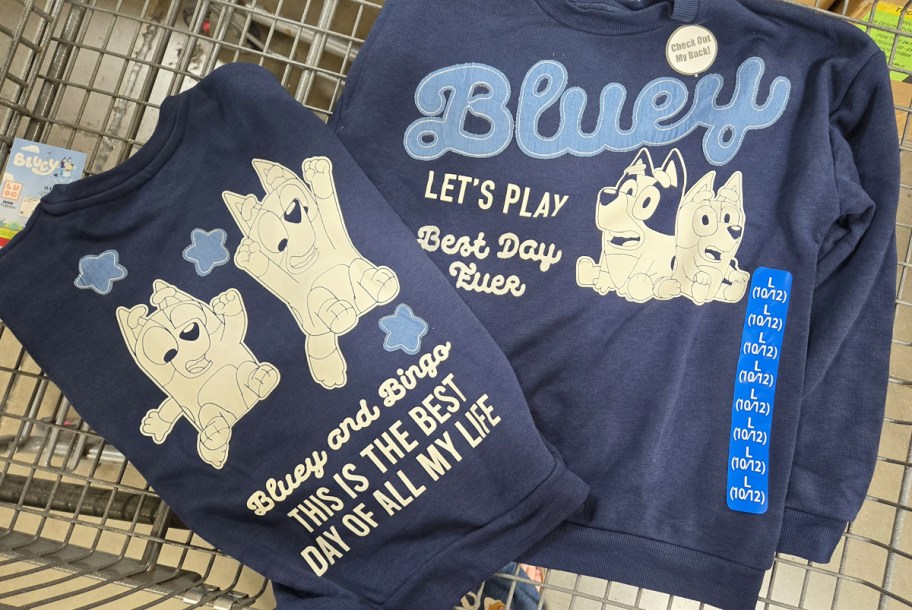 BLUEY
LUDO
Bluey and Bingo
THIS IS THE BEST
DAY OF ALL MY LIFE
Check Out
My Back!
Bluey
LET'S PLAY
Best Day
Ever
L
(10/12)
L
(10/12)
L
(10/12)
L
(10/12)
L
(10/12)
L
(10/12)
L
(10/12)
L
(10/12)